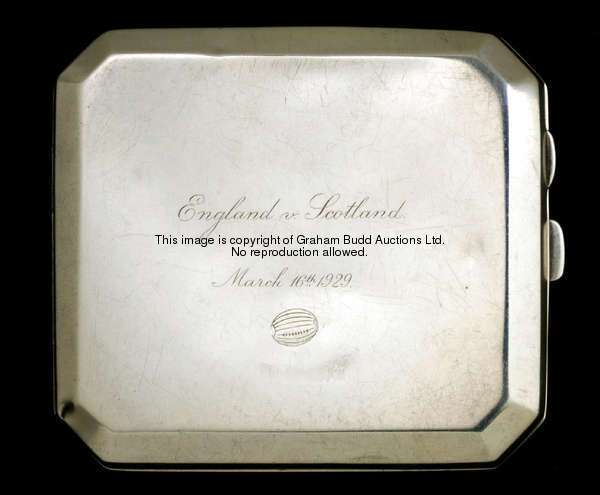 England v Scotland.
This image is copyright of Graham Budd Auctions Ltd.
No reproduction allowed.
March 16th 1929.